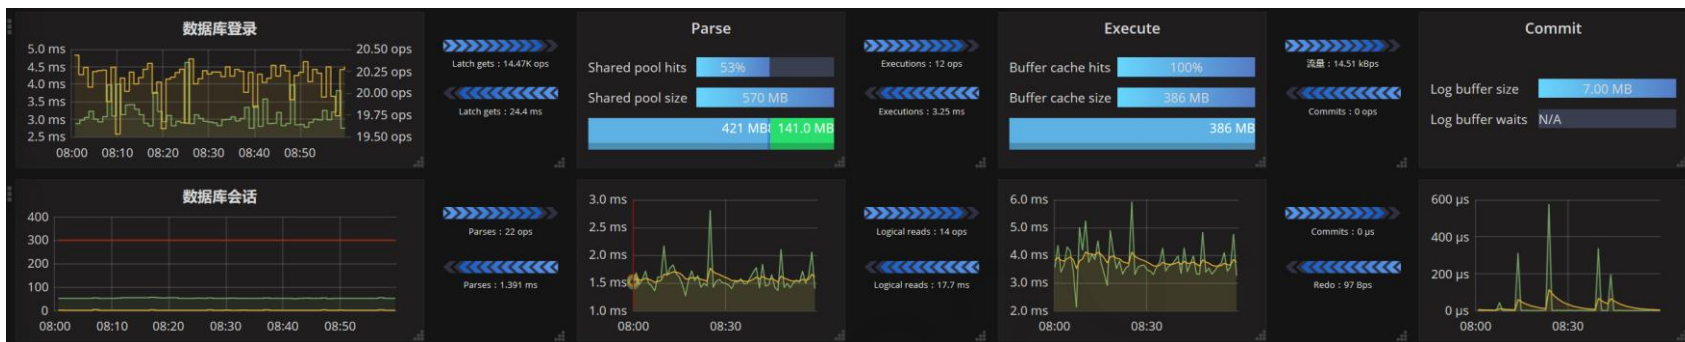 数据库登录
5.0 ms
4.5 ms
4.0 ms
3.5 ms
3.0 ms
2.5 ms
20.50 ops
20.25 ops
20.00 ops
19.75 ops
19.50 ops
08:00 08:10 08:20 08:30 08:40 08:50
Latch gets : 14.47K ops
Latch gets : 24.4 ms
Parse
Shared pool hits 53%
Shared pool size 570 MB
421 MB 141.0 MB
Executions : 12 ops
Executions : 3.25 ms
Execute
Buffer cache hits 100%
Buffer cache size 386 MB
386 MB
流量 : 14.51 kBps
Commits : 0 ops
Commit
Log buffer size 7.00 MB
Log buffer waits N/A
数据库会话
400
300
200
100
0
08:00 08:10 08:20 08:30 08:40 08:50
Parses : 22 ops
Parses : 1.391 ms
3.0 ms
2.5 ms
2.0 ms
1.5 ms
1.0 ms
08:00 08:30
Logical reads : 14 ops
Logical reads : 17.7 ms
6.0 ms
5.0 ms
4.0 ms
3.0 ms
2.0 ms
08:00 08:30
Commits : 0 µs
Redo : 97 Bps
600 µs
400 µs
200 µs
0 µs
08:00 08:30